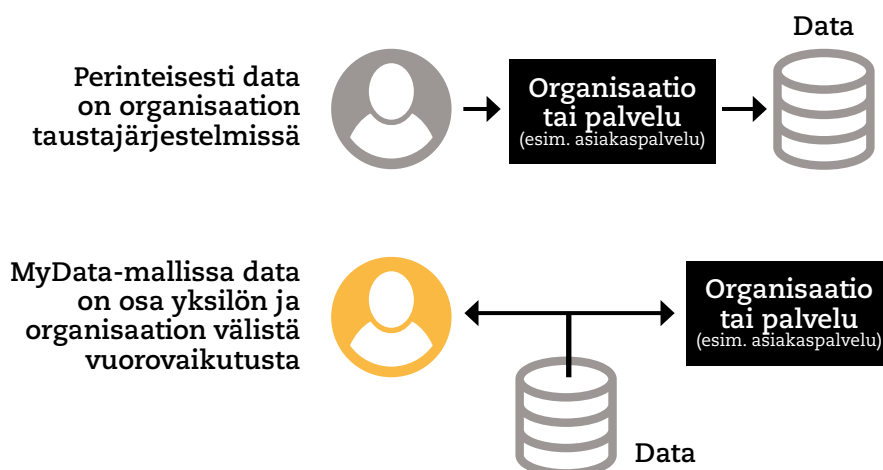 Data
Perinteisesti data
on organisaation
taustajärjestelmissä
Organisaatio
tai palvelu
(esim. asiakaspalvelu)
MyData-mallissa data
on osa yksilön ja
organisaation välistä
vuorovaikutusta
Organisaatio
tai palvelu
(esim. asiakaspalvelu)
Data